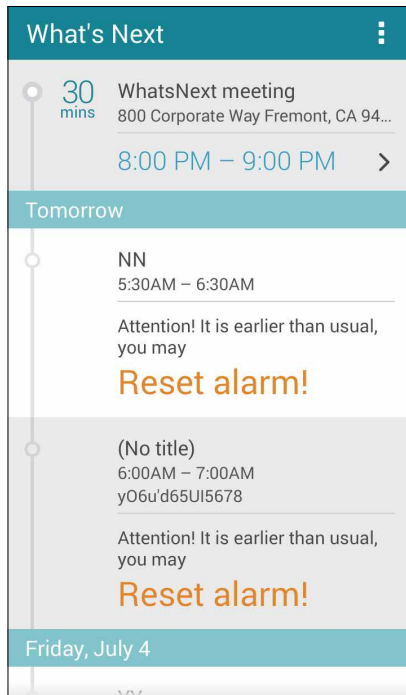 What's Next
30
mins
WhatsNext meeting
800 Corporate Way Fremont, CA 94...
8:00 PM – 9:00 PM
Tomorrow
NN
5:30AM – 6:30AM
Attention! It is earlier than usual,
you may
Reset alarm!
(No title)
6:00AM – 7:00AM
yO6u'd65UI5678
Attention! It is earlier than usual,
you may
Reset alarm!
Friday, July 4